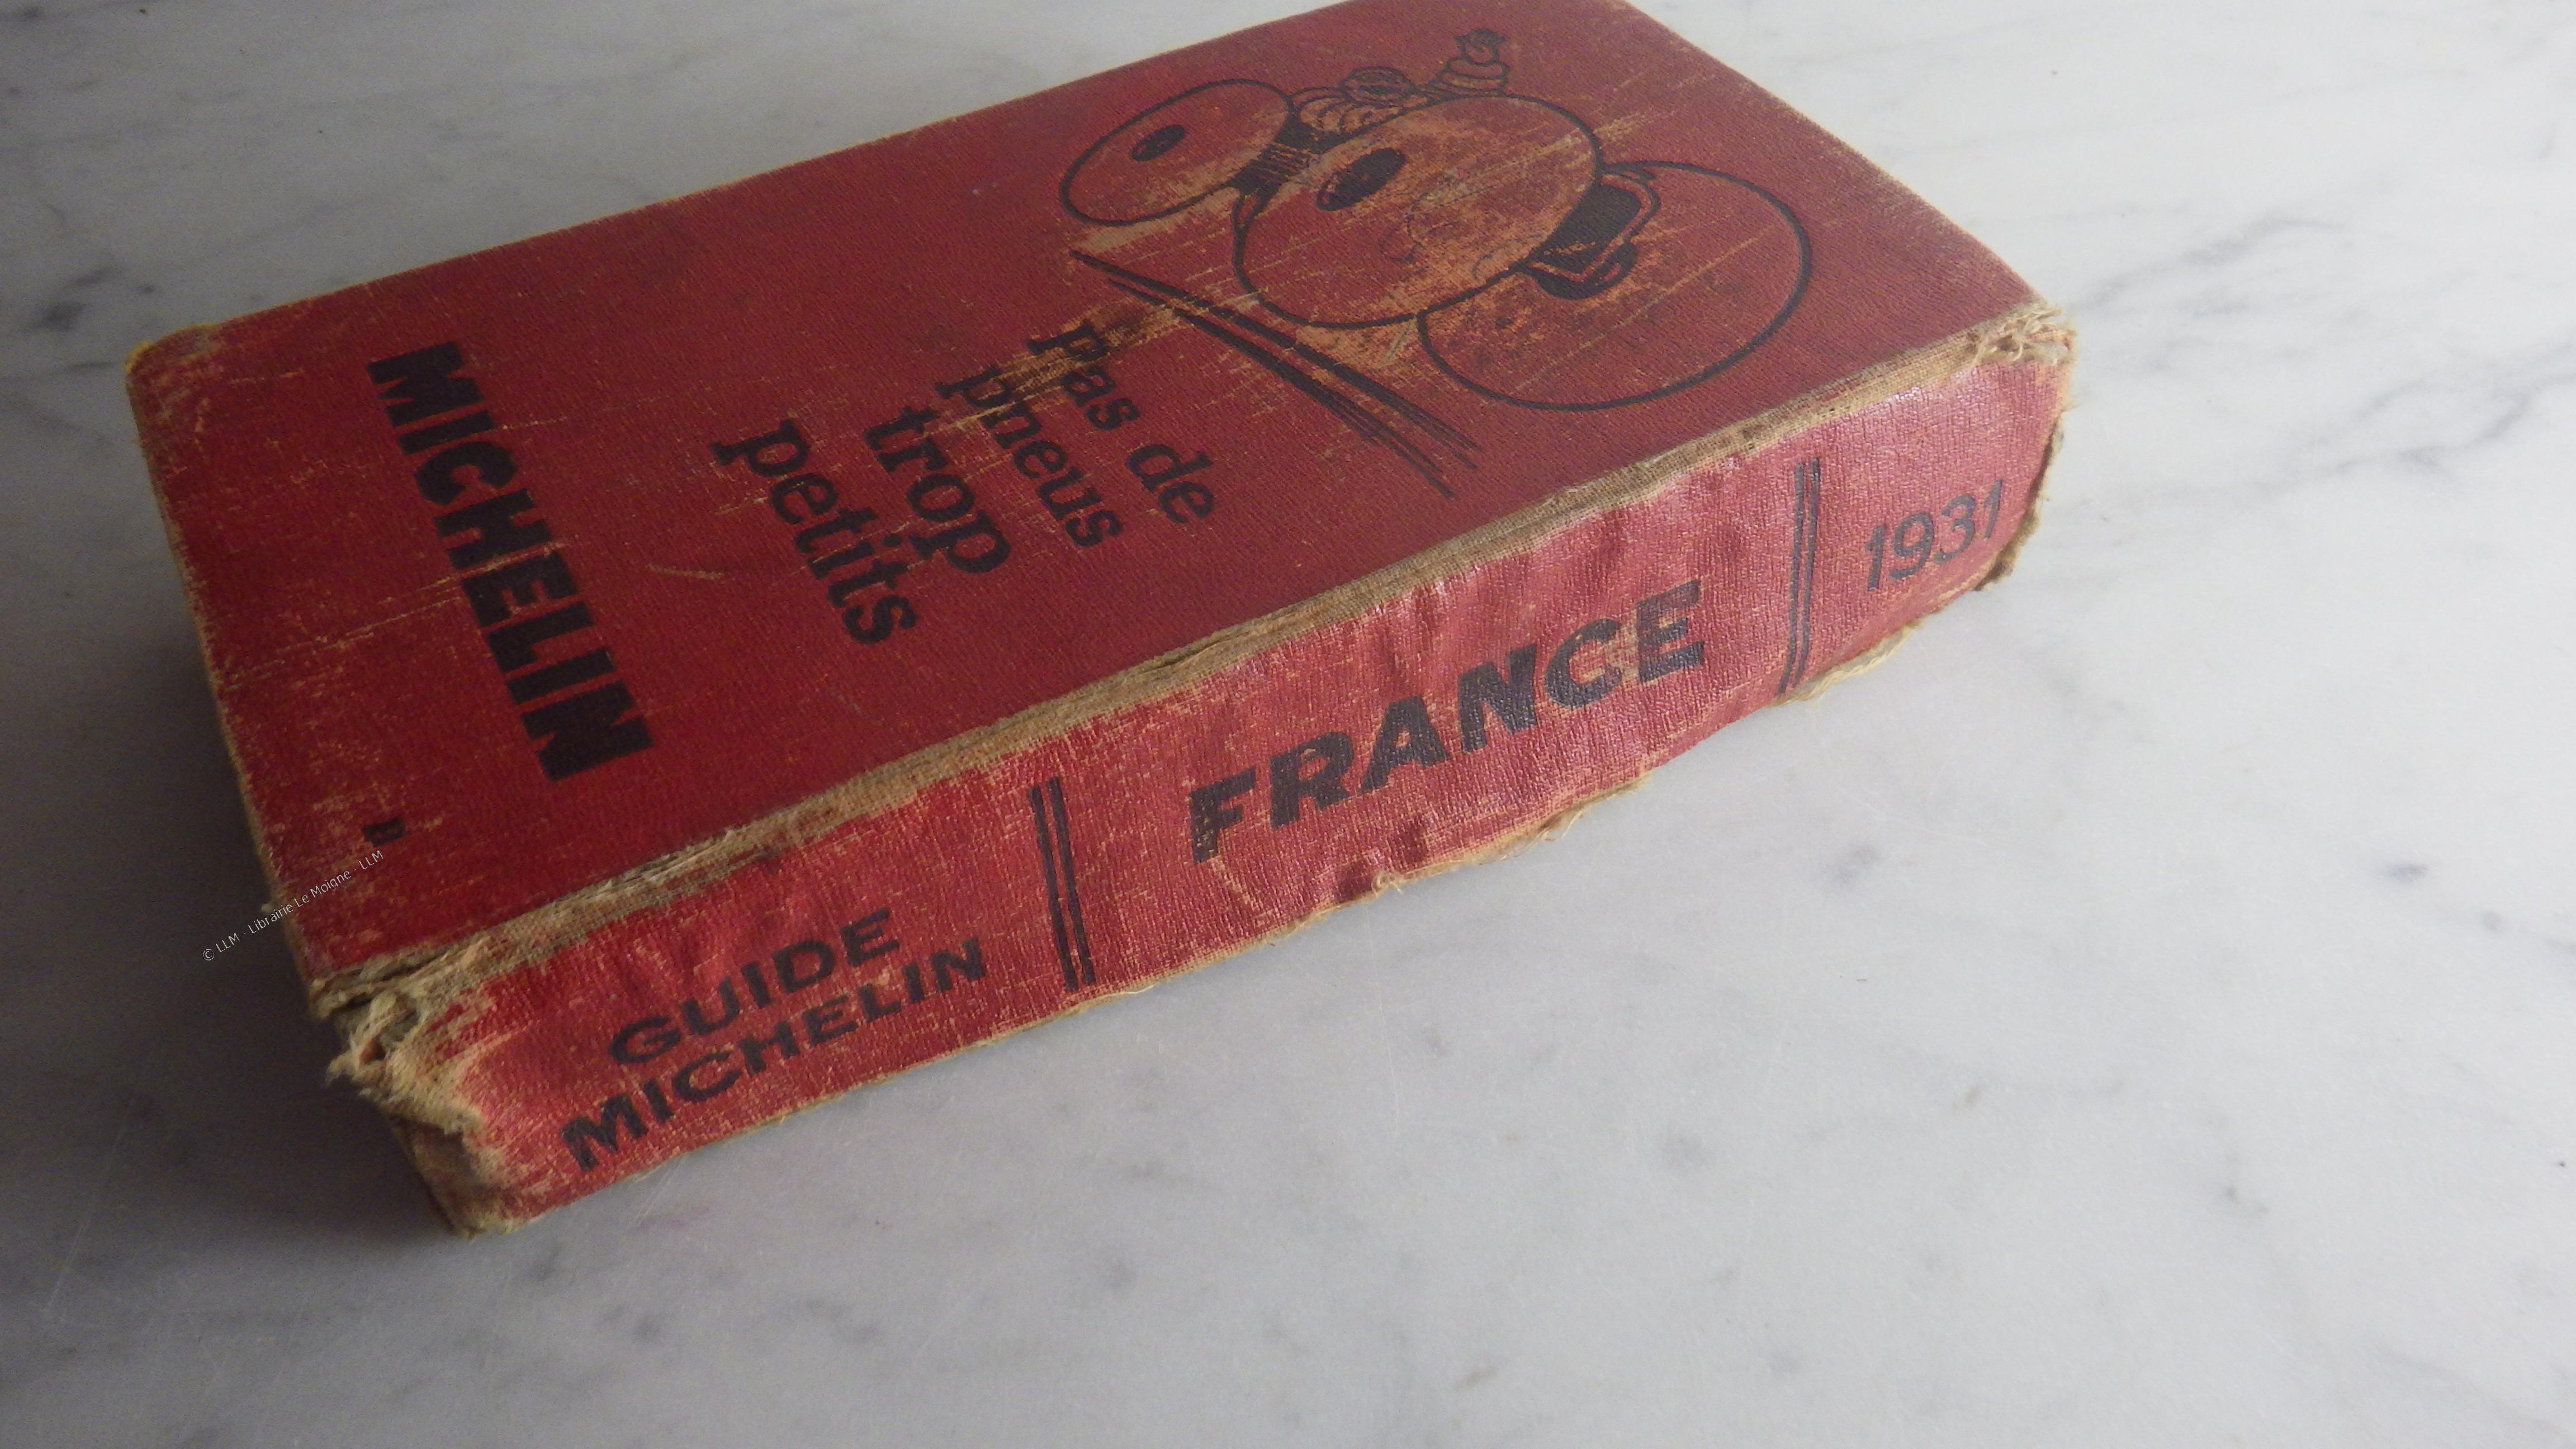 Pas de
pneus
trop
petits
MICHELIN
GUIDE
MICHELIN
FRANCE
1931
© LLM - Librairie Le Moigne - LLM